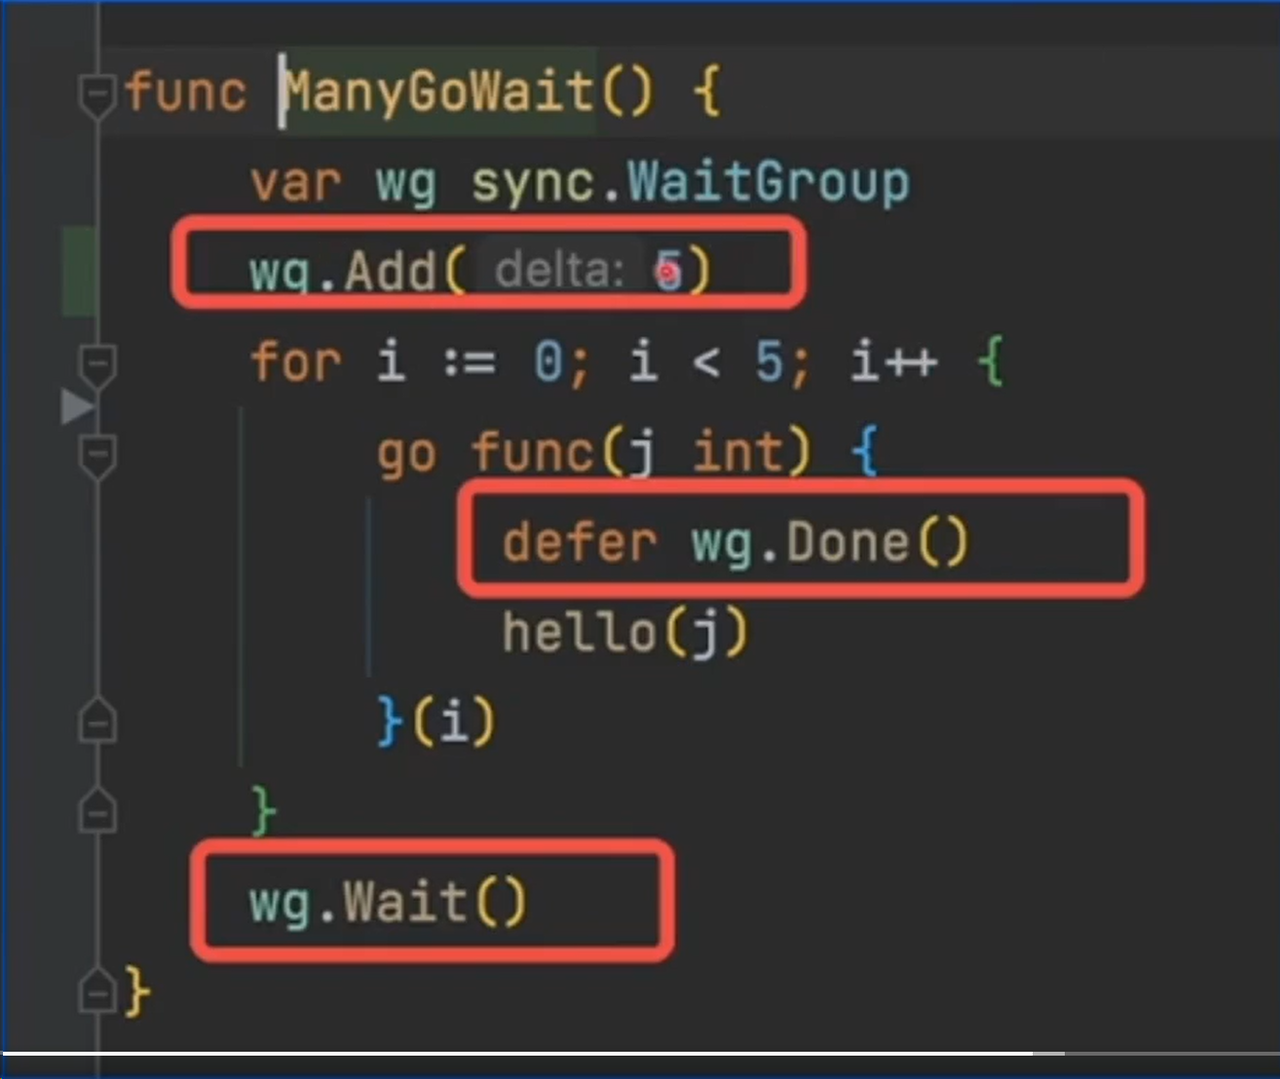 func ManyGoWait() {
var wg sync.WaitGroup
wg.Add( delta: 5)
for i := 0; i < 5; i++ {
go func(j int) {
defer wg.Done()
hello(j)
}(i)
}
wg.Wait()
}